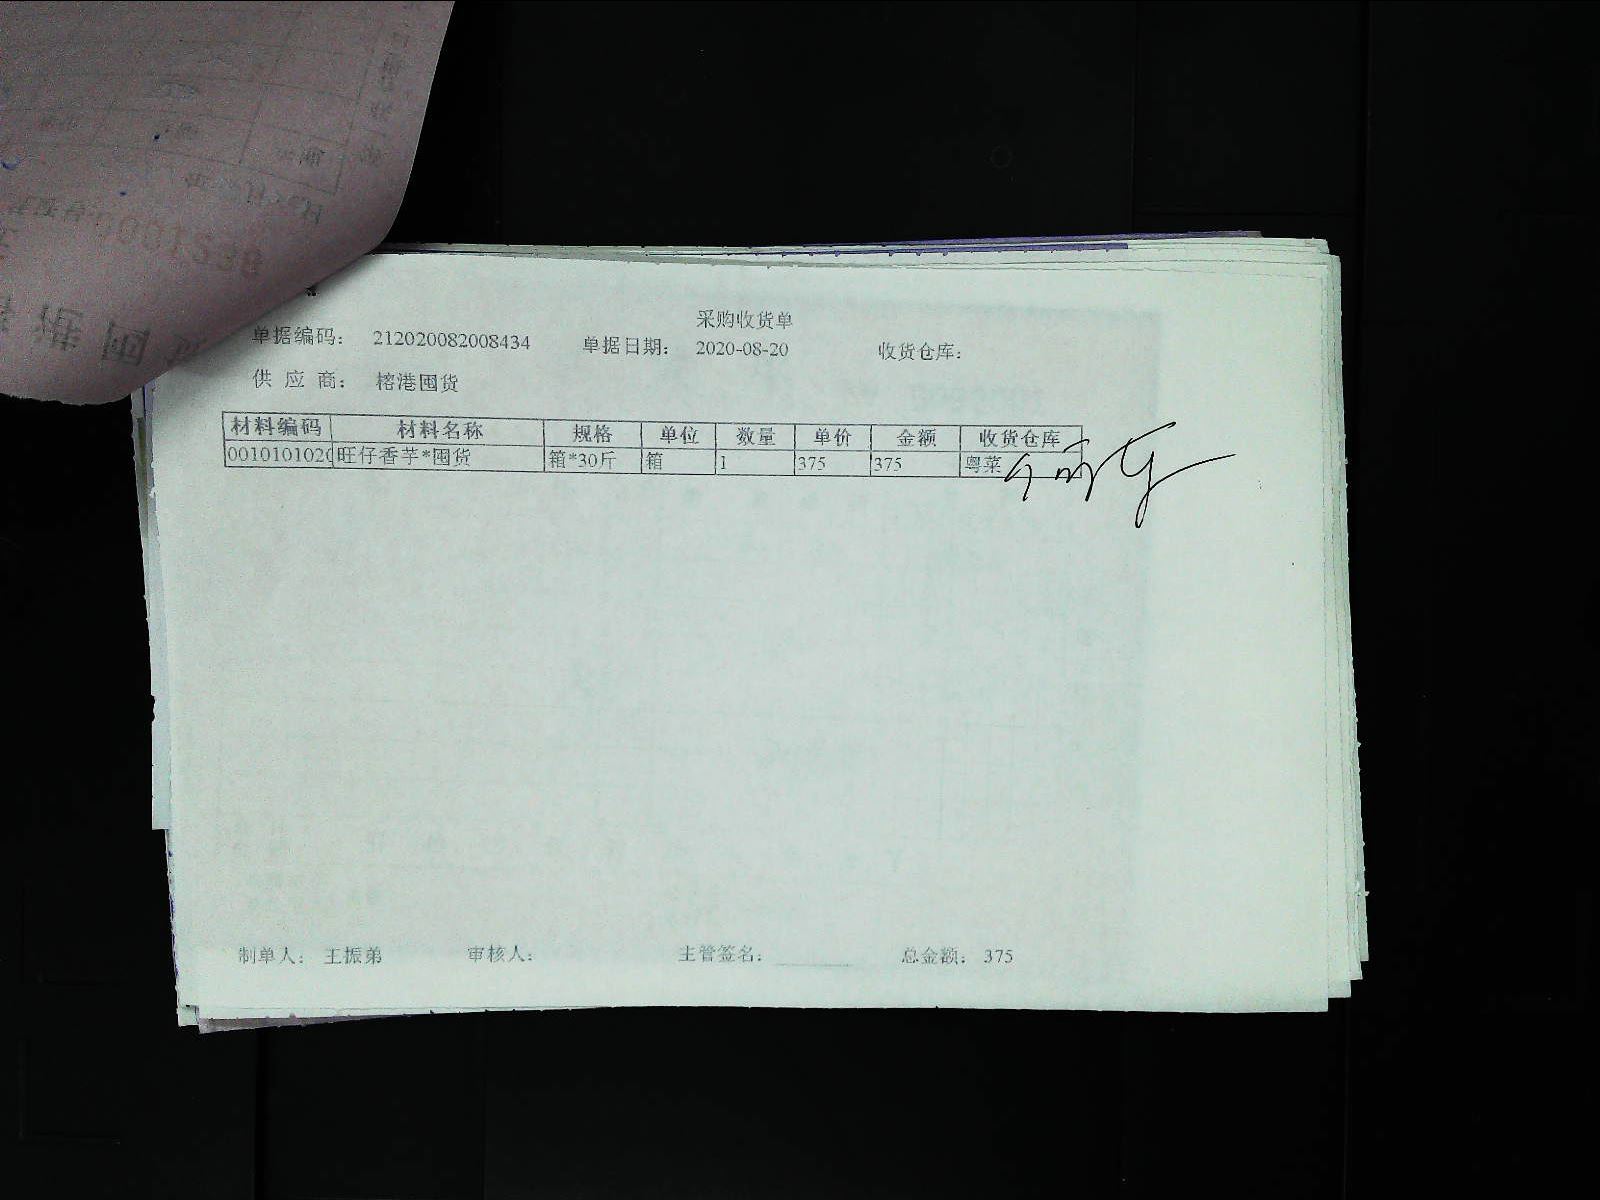 采购收货单
单据编码： 212020082008434 单据日期： 2020-08-20 收货仓库：
供 应 商： 榕港囤货
材料编码 材料名称 规格 单位 数量 单价 金额 收货仓库
0010101020 旺仔香芋*囤货 箱*30斤 箱 1 375 375 粤菜
制单人： 王振弟 审核人： 主管签名： 总金额： 375